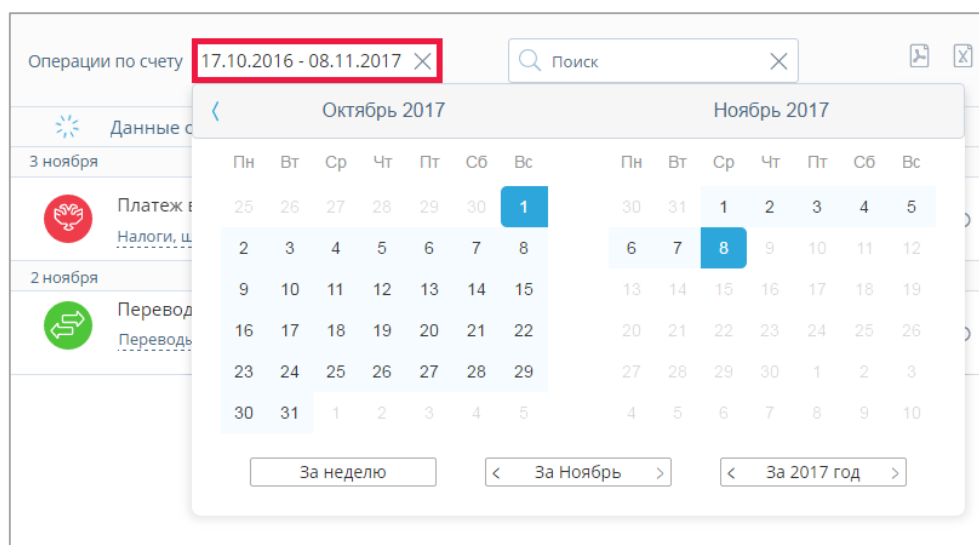 Операции по счету 17.10.2016 - 08.11.2017 Поиск
Данные
Октябрь 2017 Ноябрь 2017
3 ноября
Пн Вт Ср Чт Пт Сб Вс Пн Вт Ср Чт Пт Сб Вс
Платеж
25 26 27 28 29 30 1 30 31 1 2 3 4 5
Налоги,
2 3 4 5 6 7 8 6 7 8 9 10 11 12
2 ноября
9 10 11 12 13 14 15 13 14 15 16 17 18 19
Перевод
16 17 18 19 20 21 22 20 21 22 23 24 25 26
Переводы
23 24 25 26 27 28 29 27 28 29 30 1 2 3
30 31 1 2 3 4 5 4 5 6 7 8 9 10
За неделю < За Ноябрь > < За 2017 год >